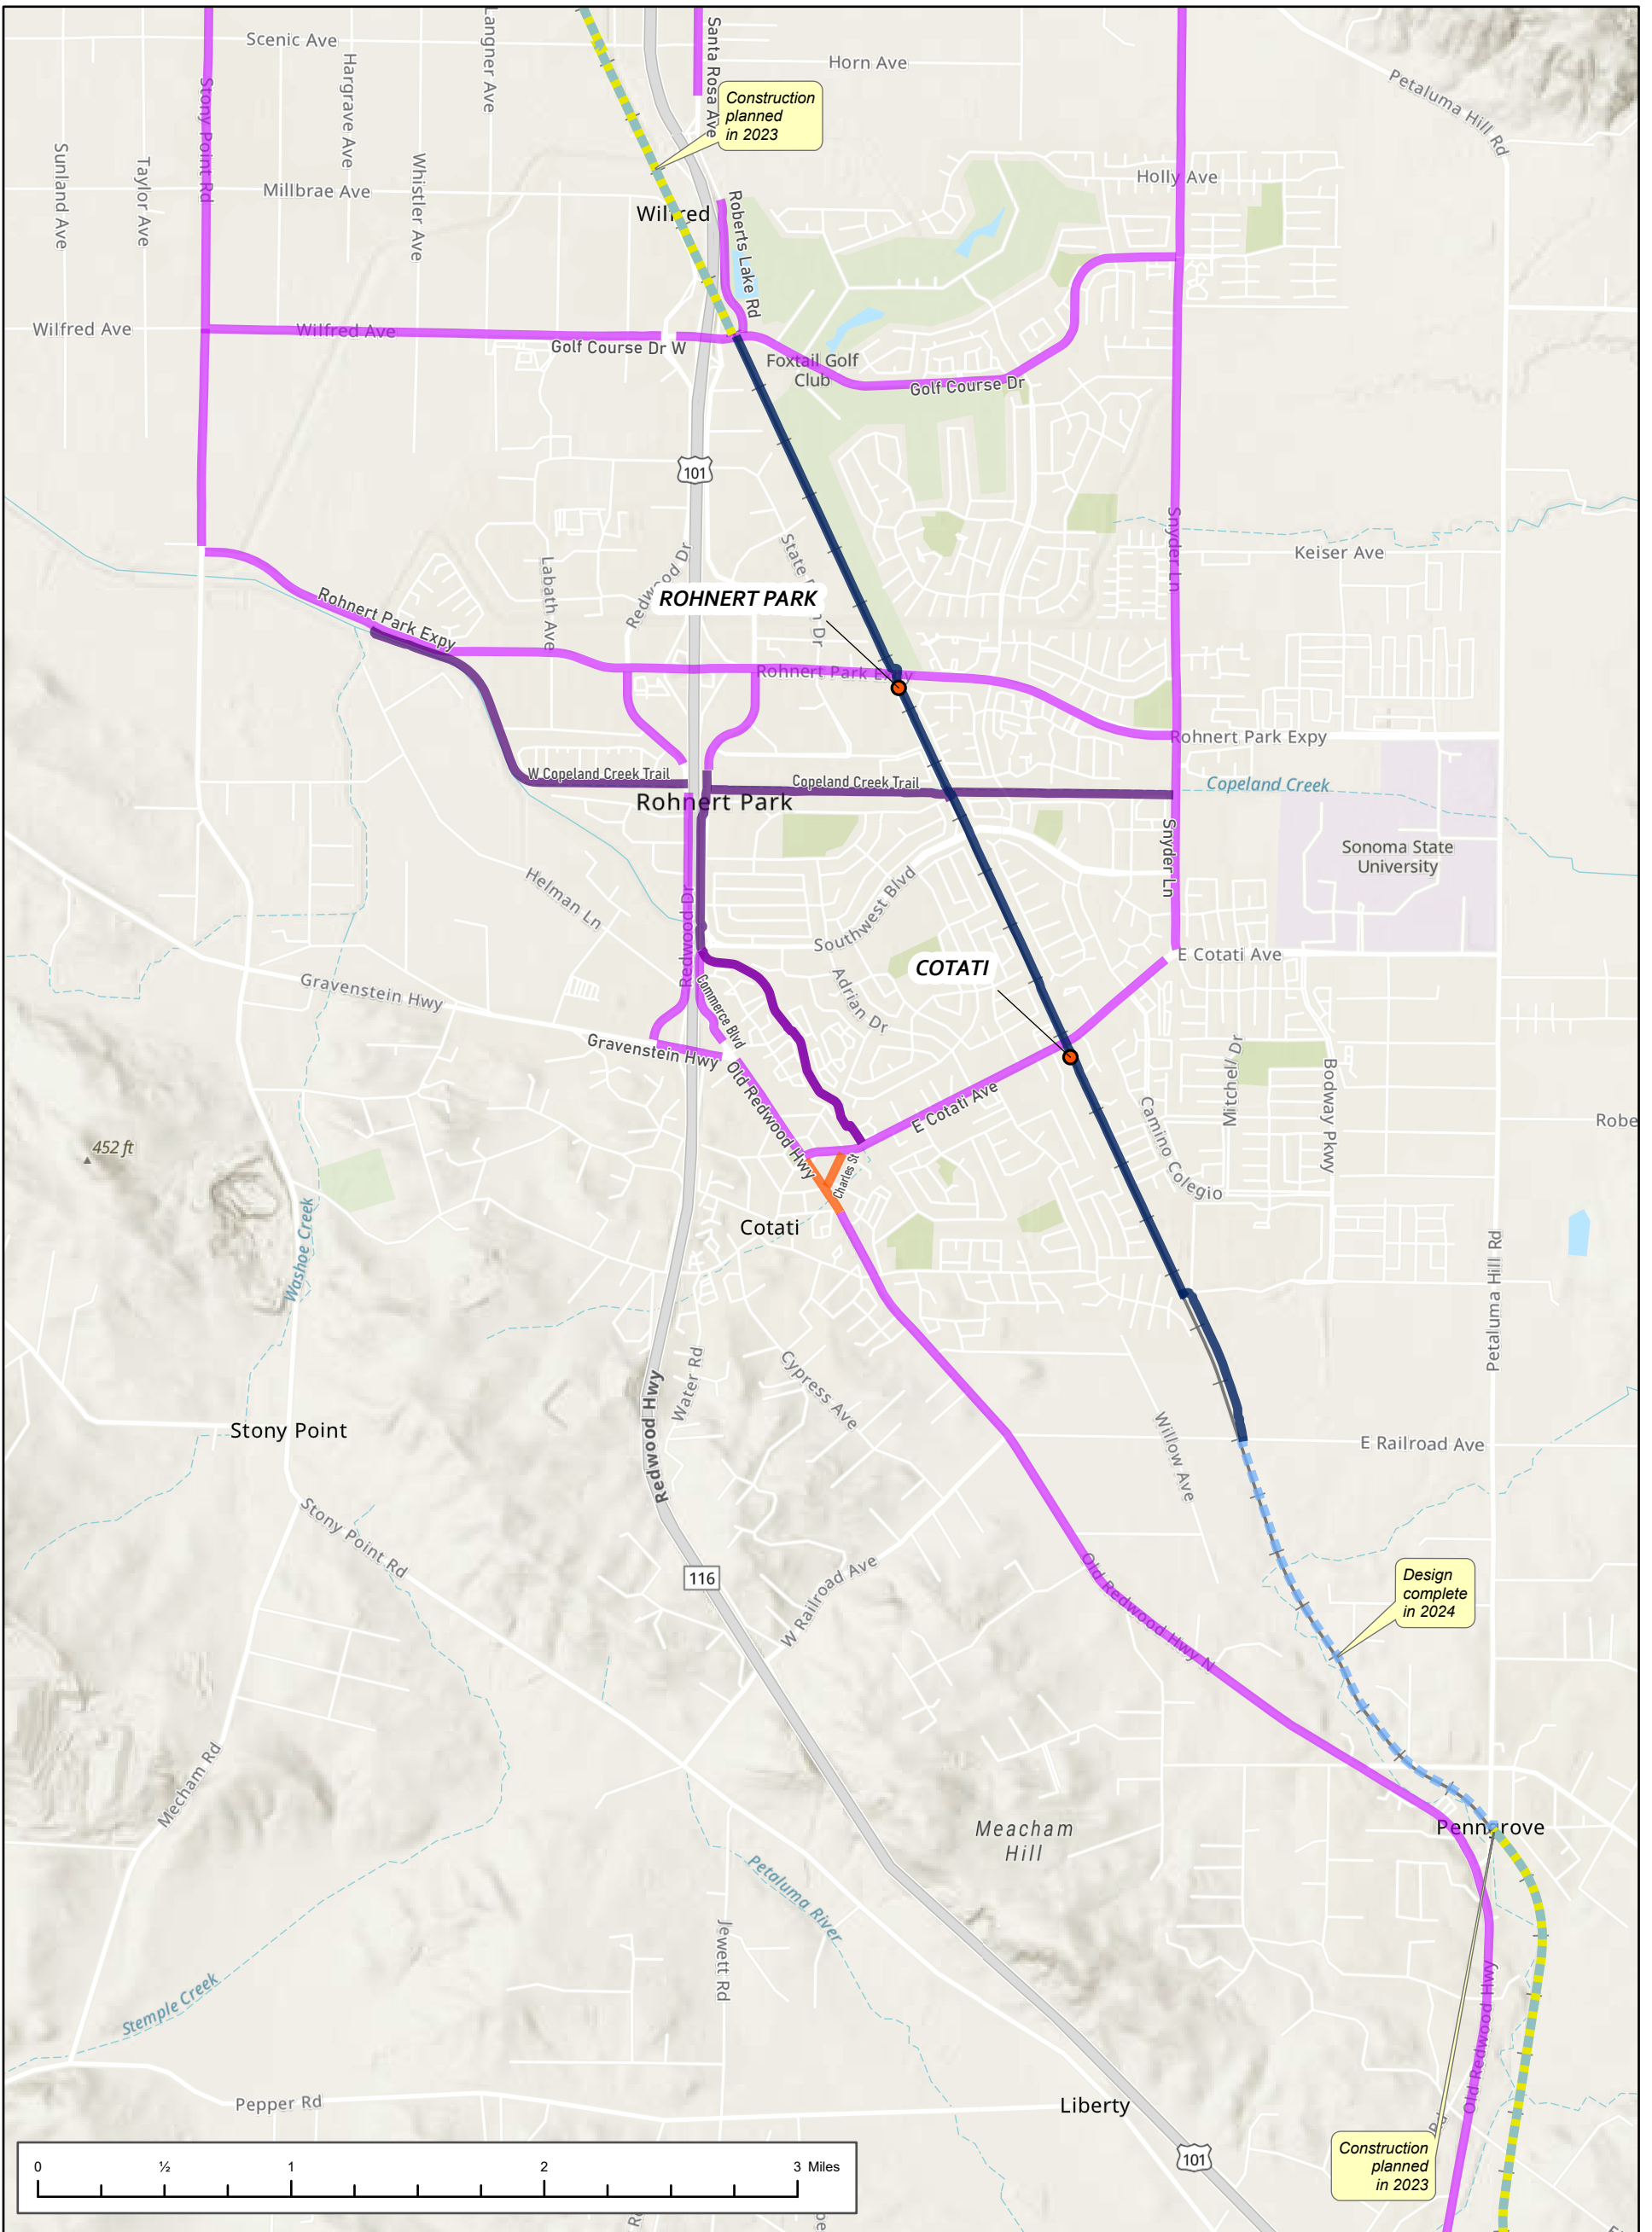 Scenic Ave
Langner Ave
Santa Rosa Ave
Horn Ave
Hargrave Ave
Stony Point Rd
Petaluma Hill Rd
Construction
planned
in 2023
Sunland Ave
Taylor Ave
Whistler Ave
Millbrae Ave
Holly Ave
Wilfred
Roberts Lake Rd
Wilfred Ave
Wilfred Ave
Golf Course Dr W
Foxtail Golf
Club
Golf Course Dr
101
Snyder Ln
Keiser Ave
Labath Ave
Redwood Dr
State Dr
ROHNERT PARK
Rohnert Park Expy
Rohnert Park Expy
Rohnert Park Expy
W Copeland Creek Trail
Copeland Creek Trail
Copeland Creek
Rohnert Park
Snyder Ln
Sonoma State
University
Helman Ln
Redwood Dr
Southwest Blvd
E Cotati Ave
COTATI
Adrian Dr
Gravenstein Hwy
Commerce Blvd
Gravenstein Hwy
Old Redwood Hwy
E Cotati Ave
Mitchell Dr
Bodway Pkwy
Camino Colegio
Robe
452 ft
Charles St
Cotati
Washoe Creek
Petaluma Hill Rd
Water Rd
Cypress Ave
Redwood Hwy
Stony Point
Willow Ave
E Railroad Ave
Stony Point Rd
116
W Railroad Ave
Old Redwood Hwy N
Design
complete
in 2024
Mecham Rd
Meacham
Hill
Penngrove
Petaluma River
Jewett Rd
Stemple Creek
Old Redwood Hwy
Pepper Rd
Liberty
Rd
101
Construction
planned
in 2023
0 ½ 1 2 3 Miles